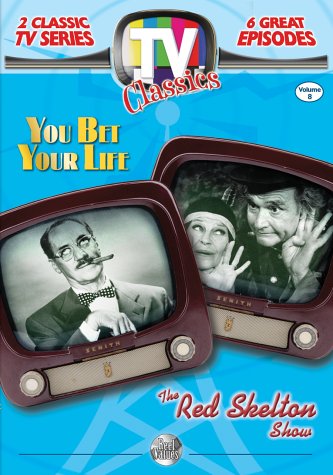 2 CLASSIC
TV SERIES
TV
Classics
6 GREAT
EPISODES
Volume
8
YOU BET
YOUR LIFE
ZENITH
ZENITH
The
Red Skelton
Show
Reel
Values